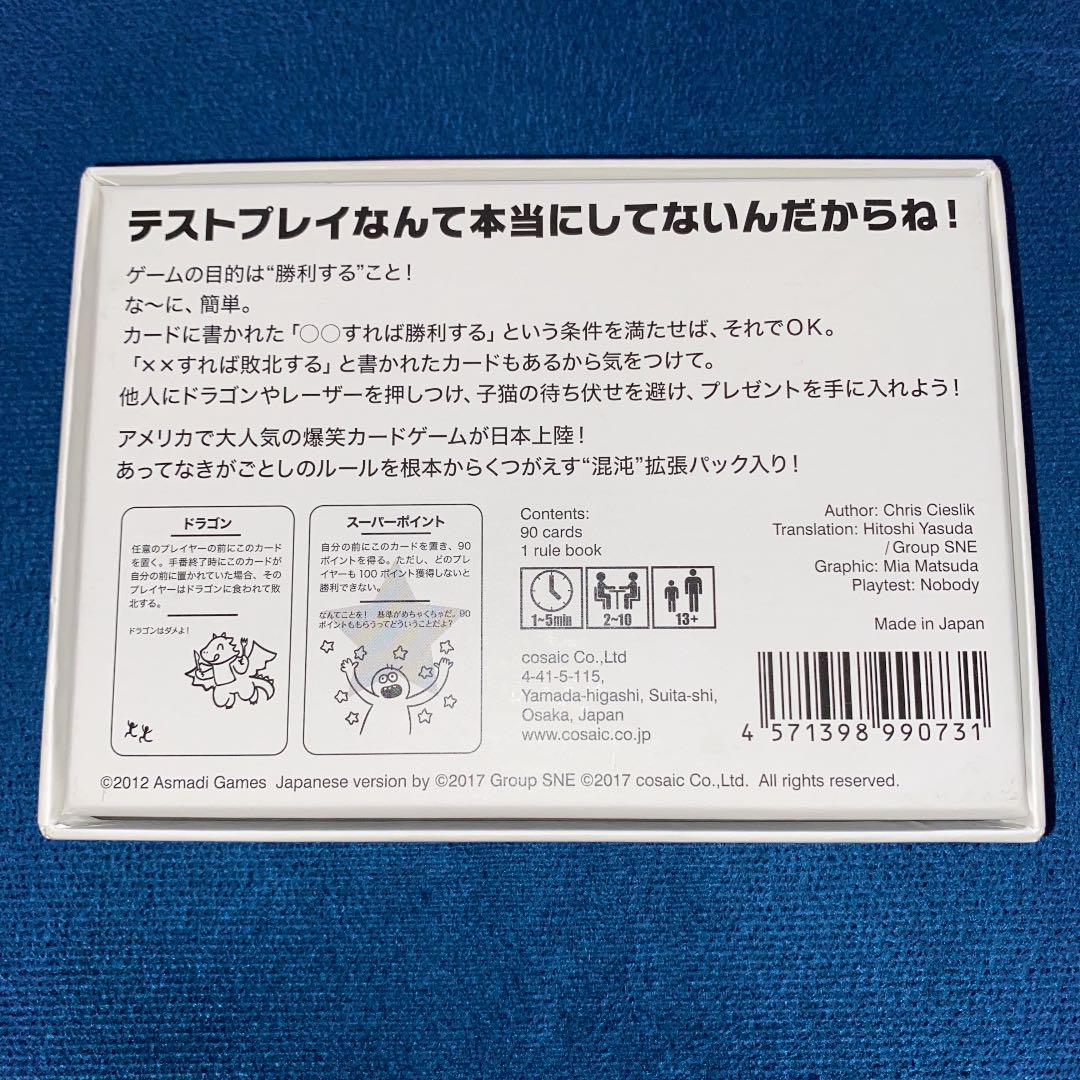 テストプレイなんて本当にしてないんだからね！
ゲームの目的は“勝利する”こと！
な〜に、簡単。
カードに書かれた「○○すれば勝利する」という条件を満たせば、それでOK。
「××すれば敗北する」と書かれたカードもあるから気をつけて。
他人にドラゴンやレーザーを押しつけ、子猫の待ち伏せを避け、プレゼントを手に入れよう！
アメリカで大人気の爆笑カードゲームが日本上陸！
あってなきがごとしのルールを根本からくつがえす“混沌”拡張パック入り！
ドラゴン
任意のプレイヤーの前にこのカード
を置く。手番終了時にこのカードが
自分の前に置かれていた場合、その
プレイヤーはドラゴンに食われて敗
北する。
ドラゴンはダメよ！
スーパーポイント
自分の前にこのカードを置き、90
ポイントを得る。ただし、どのプレ
イヤーも100ポイント獲得しないと
勝利できない。
なんてことを！ 基準がめちゃくちゃだ。90
ポイントももらうってどういうことだよ？
Contents:
90 cards
1 rule book
1~5min
2~10
13+
cosaic Co.,Ltd
4-41-5-115,
Yamada-higashi, Suita-shi,
Osaka, Japan
www.cosaic.co.jp
Author: Chris Cieslik
Translation: Hitoshi Yasuda
/Group SNE
Graphic: Mia Matsuda
Playtest: Nobody
Made in Japan
4 571398 990731
©2012 Asmadi Games Japanese version by ©2017 Group SNE ©2017 cosaic Co.,Ltd. All rights reserved.